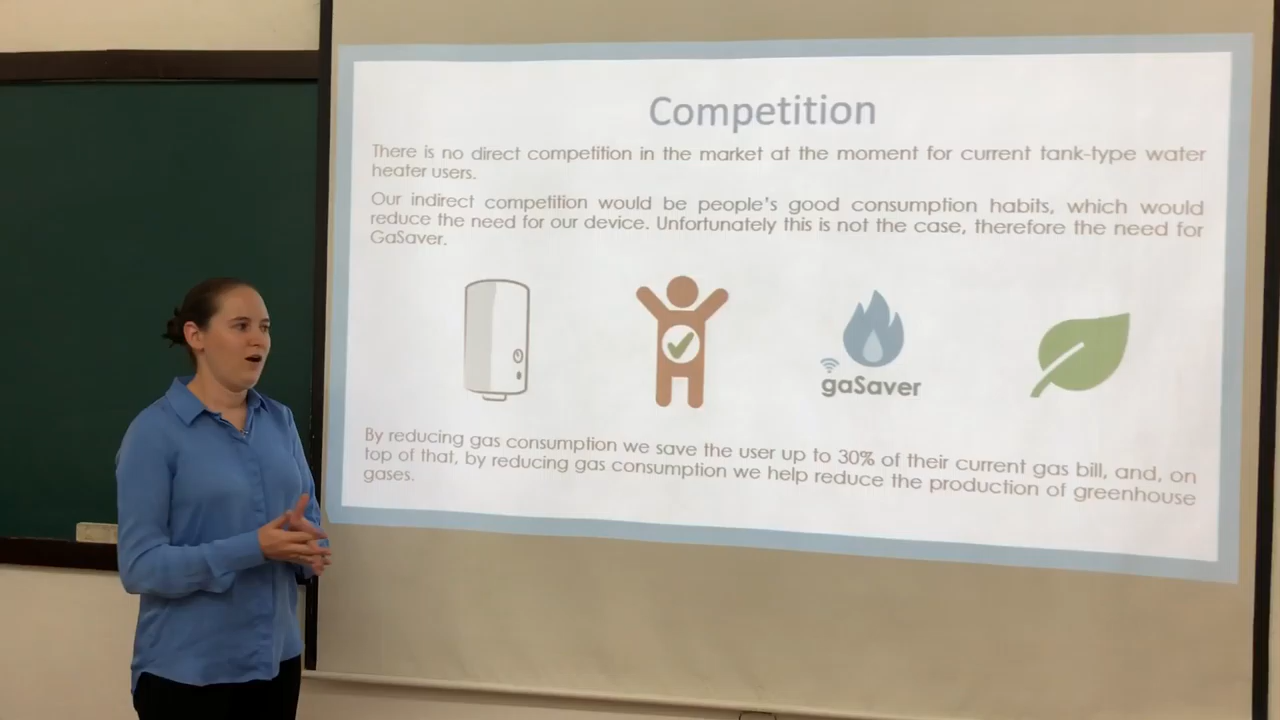 Competition
There is no direct competition in the market at the moment for current tank-type water
heater users.
Our indirect competition would be people's good consumption habits, which would
reduce the need for our device. Unfortunately this is not the case, therefore the need for
GaSaver.
gaSaver
By reducing gas consumption we save the user up to 30% of their current gas bill, and, on
top of that, by reducing gas consumption we help reduce the production of greenhouse
gases.